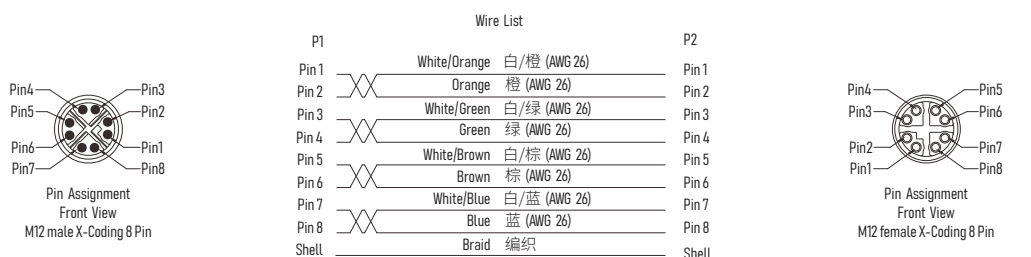 Wire List
P1
P2
Pin 1 White/Orange 白/橙 (AWG 26) Pin 1
Pin 2 Orange 橙 (AWG 26) Pin 2
Pin 3 White/Green 白/绿 (AWG 26) Pin 3
Pin 4 Green 绿 (AWG 26) Pin 4
Pin 5 White/Brown 白/棕 (AWG 26) Pin 5
Pin 6 Brown 棕 (AWG 26) Pin 6
Pin 7 White/Blue 白/蓝 (AWG 26) Pin 7
Pin 8 Blue 蓝 (AWG 26) Pin 8
Shell Braid 编织 Shell
Pin4 Pin3
Pin5 Pin2
Pin6 Pin1
Pin7 Pin8
Pin Assignment
Front View
M12 male X-Coding 8 Pin
Pin4 Pin5
Pin3 Pin6
Pin2 Pin7
Pin1 Pin8
Pin Assignment
Front View
M12 female X-Coding 8 Pin